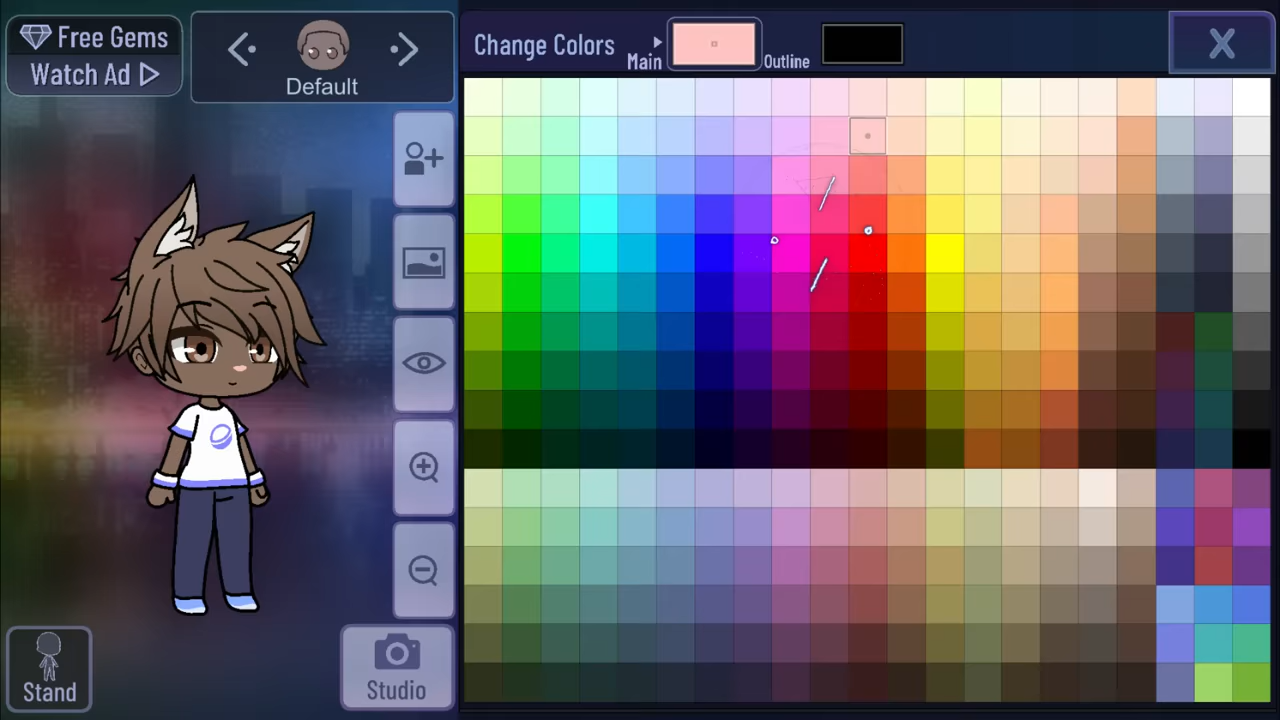 Free Gems
Watch Ad
Default
Change Colors
Main
Outline
Stand
Studio